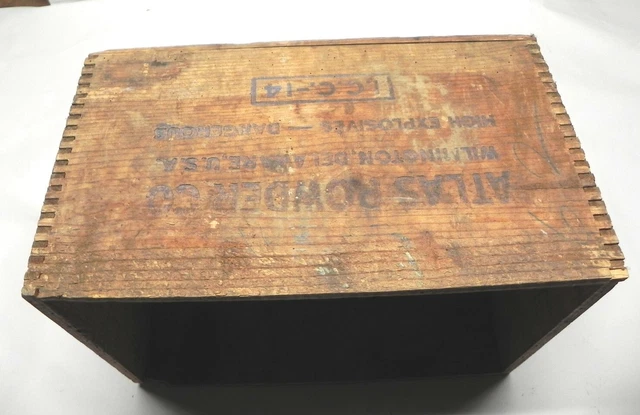 ATLAS POWDER CO
WILMINGTON, DELAWARE, U.S.A.
HIGH EXPLOSIVES — DANGEROUS
I.C.C.-14